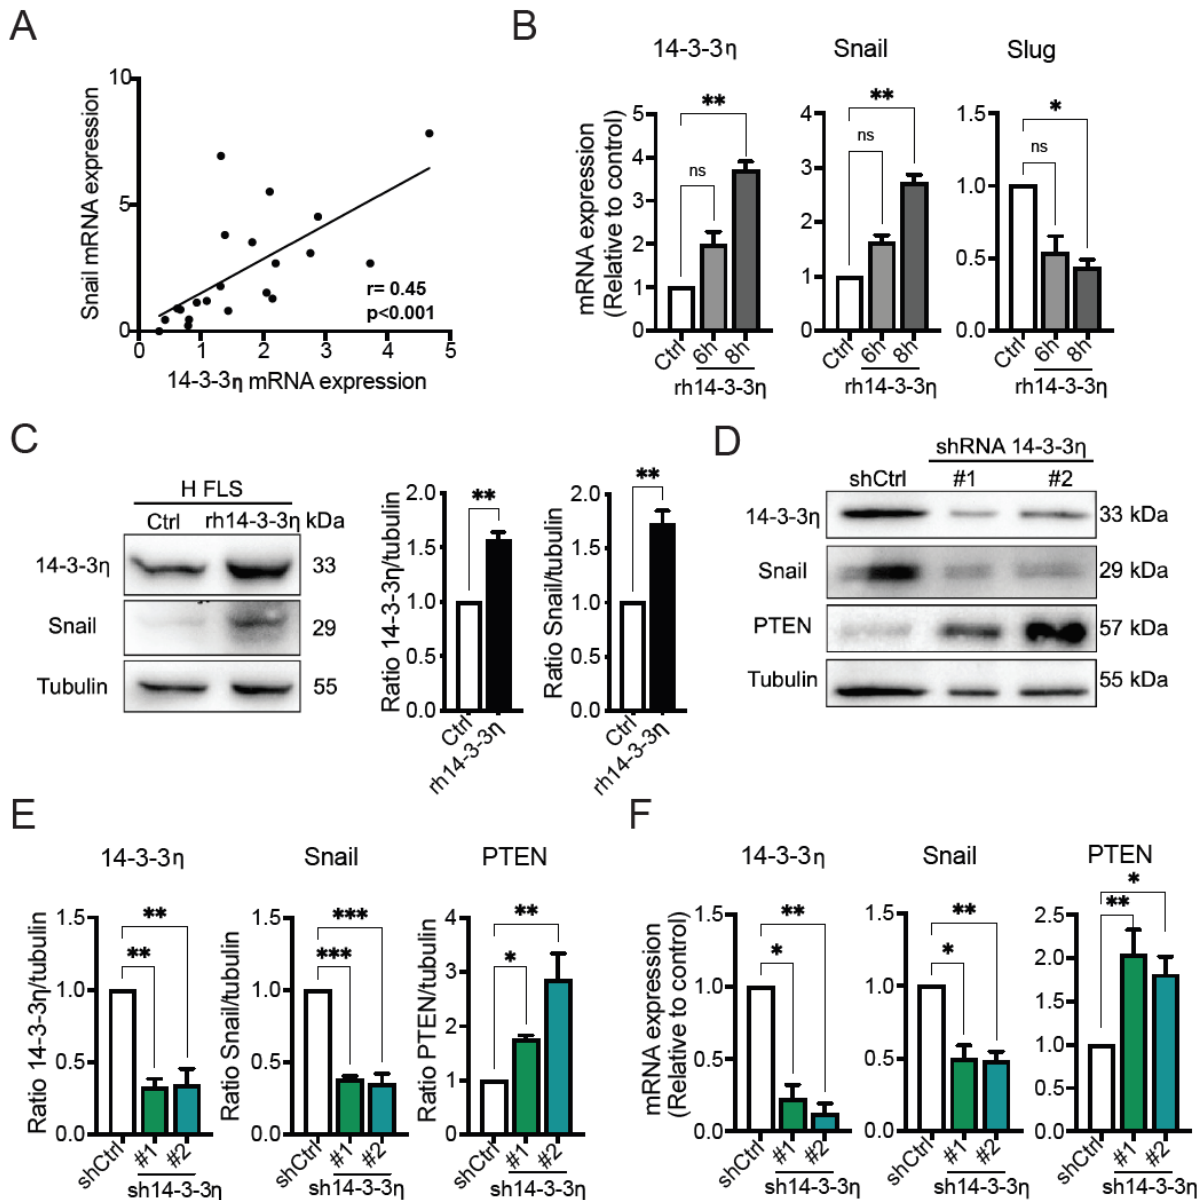 A
Snail mRNA expression
10
5
0
0 1 2 3 4 5
r= 0.45
p<0.001
14-3-3η mRNA expression
B
14-3-3η Snail Slug
mRNA expression
(Relative to control)
5
4
3
2
1
0
ns
**
Ctrl 6h 8h
rh14-3-3η
4
3
2
1
0
ns
**
Ctrl 6h 8h
rh14-3-3η
1.5
1.0
0.5
0.0
ns
*
Ctrl 6h 8h
rh14-3-3η
C
H FLS
Ctrl rh14-3-3η kDa
14-3-3η 33
Snail 29
Tubulin 55
Ratio 14-3-3η/tubulin
2.0
1.5
1.0
0.5
0.0
**
Ctrl
rh14-3-3η
Ratio Snail/tubulin
2.0
1.5
1.0
0.5
0.0
**
Ctrl
rh14-3-3η
D
shRNA 14-3-3η
shCtrl #1 #2
14-3-3η 33 kDa
Snail 29 kDa
PTEN 57 kDa
Tubulin 55 kDa
E
14-3-3η
Ratio 14-3-3η/tubulin
1.5
1.0
0.5
0.0
**
**
shCtrl #1 #2
sh14-3-3η
Snail
Ratio Snail/tubulin
1.5
1.0
0.5
0.0
***
***
shCtrl #1 #2
sh14-3-3η
PTEN
Ratio PTEN/tubulin
4
3
2
1
0
**
*
shCtrl #1 #2
sh14-3-3η
F
14-3-3η
mRNA expression
(Relative to control)
1.5
1.0
0.5
0.0
**
*
shCtrl #1 #2
sh14-3-3η
Snail
1.5
1.0
0.5
0.0
**
*
shCtrl #1 #2
sh14-3-3η
PTEN
2.5
2.0
1.5
1.0
0.5
0.0
*
**
shCtrl #1 #2
sh14-3-3η